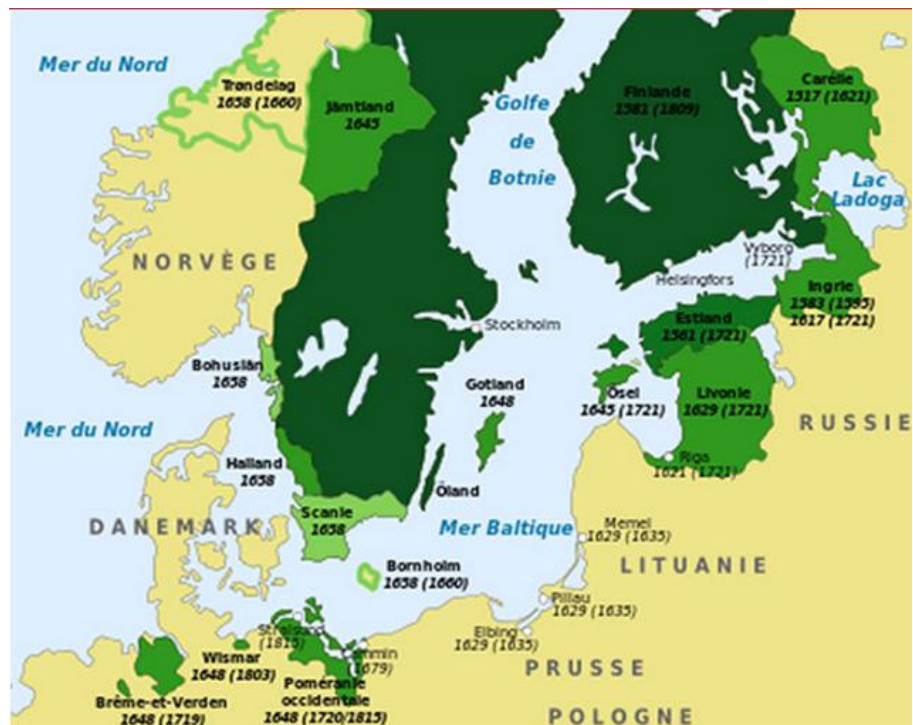 Mer du Nord
Trøndelag
1658 (1660)
Jämtland
1645
Golfe
de
Botnie
Finlande
1581 (1809)
Carélie
1517 (1621)
Lac
Ladoga
NORVÈGE
Vyborg
(1721)
Helsingfors
Ingrie
1583 (1595)
1617 (1721)
Stockholm
Estland
1561 (1721)
Bohuslän
1658
Gotland
1648
Ösel
1645 (1721)
Livonie
1629 (1721)
RUSSIE
Mer du Nord
Halland
1658
Riga
1621 (1721)
Öland
Scanie
1658
DANEMARK
Mer Baltique
Memel
1629 (1635)
LITUANIE
Bornholm
1658 (1660)
Pillau
1629 (1635)
Stralsund
(1815)
Elbing
1629 (1635)
Wismar
1648 (1803)
(1679)
PRUSSE
Poméranie
occidentale
1648 (1720/1815)
Brême-et-Verden
1648 (1719)
POLOGNE